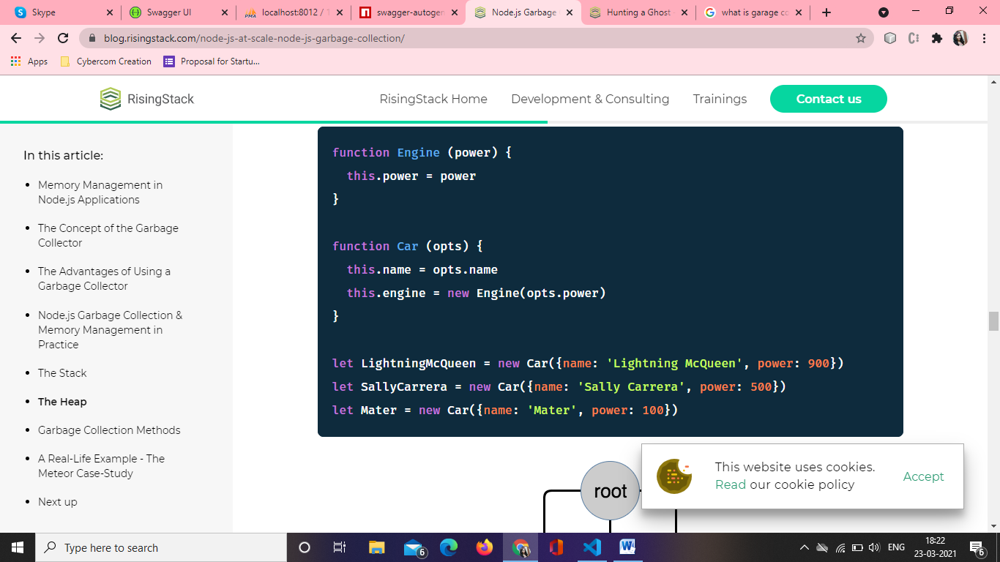 Skype
Swagger UI
localhost:8012 / 1
swagger-autogen
Node.js Garbage
Hunting a Ghost -
what is garage co
blog.risingstack.com/node-js-at-scale-node-js-garbage-collection/
Apps
Cybercom Creation
Proposal for Startu...
RisingStack
RisingStack Home
Development & Consulting
Trainings
Contact us
In this article:
Memory Management in
Node.js Applications
The Concept of the Garbage
Collector
The Advantages of Using a
Garbage Collector
Node.js Garbage Collection &
Memory Management in
Practice
The Stack
The Heap
Garbage Collection Methods
A Real-Life Example - The
Meteor Case-Study
Next up
function Engine (power) {
  this.power = power
}
function Car (opts) {
  this.name = opts.name
  this.engine = new Engine(opts.power)
}
let LightningMcQueen = new Car({name: 'Lightning McQueen', power: 900})
let SallyCarrera = new Car({name: 'Sally Carrera', power: 500})
let Mater = new Car({name: 'Mater', power: 100})
root
This website uses cookies.
Read our cookie policy
Accept
Type here to search
6
ENG
18:22
23-03-2021
6